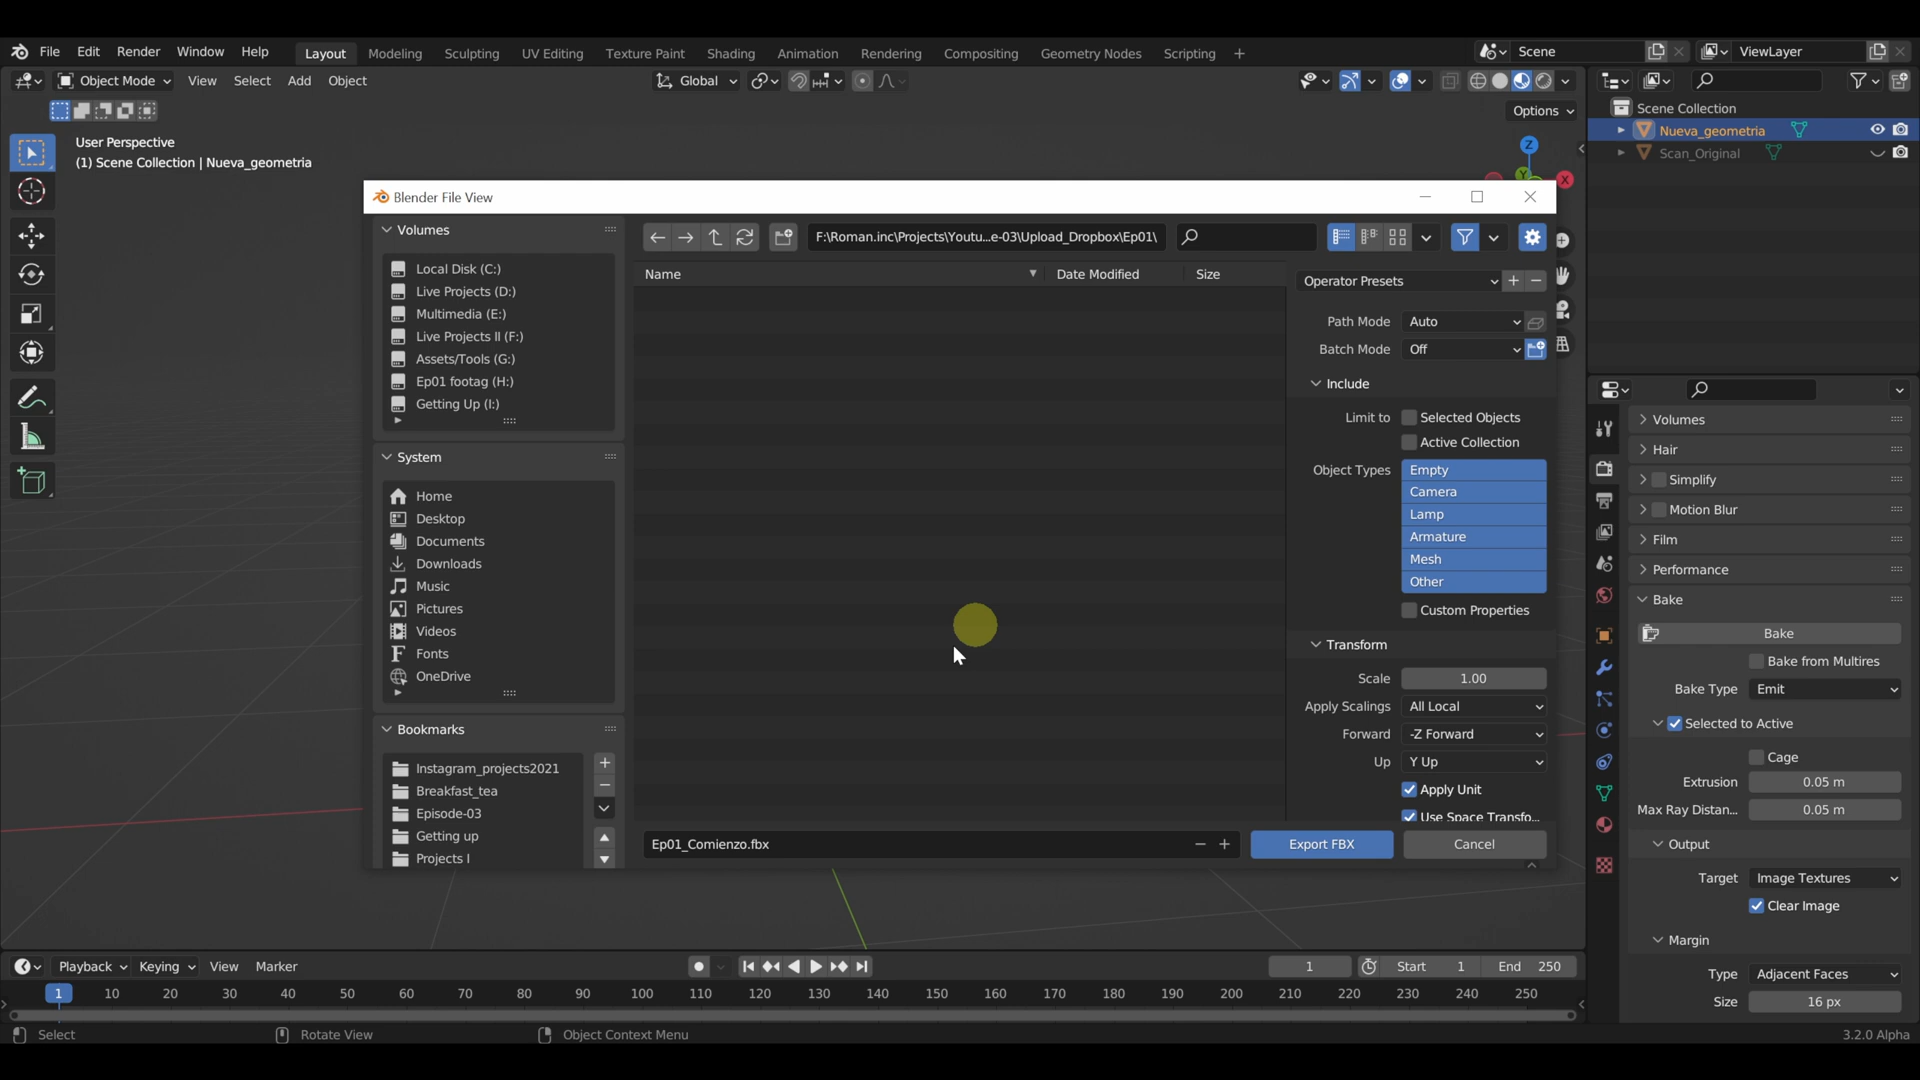 File Edit Render Window Help Layout Modeling Sculpting UV Editing Texture Paint Shading Animation Rendering Compositing Geometry Nodes Scripting + Scene ViewLayer
Object Mode View Select Add Object Global
Options
User Perspective
(1) Scene Collection | Nueva_geometria
Z
Y
X
Scene Collection
Nueva_geometria
Scan_Original
Blender File View
Volumes
Local Disk (C:)
Live Projects (D:)
Multimedia (E:)
Live Projects II (F:)
Assets/Tools (G:)
Ep01 footag (H:)
Getting Up (I:)
System
Home
Desktop
Documents
Downloads
Music
Pictures
Videos
Fonts
OneDrive
Bookmarks
Instagram_projects2021
Breakfast_tea
Episode-03
Getting up
Projects I
F:\Roman.inc\Projects\Youtu...e-03\Upload_Dropbox\Ep01\
Name Date Modified Size
Operator Presets
Path Mode Auto
Batch Mode Off
Include
Limit to Selected Objects
Active Collection
Object Types Empty
Camera
Lamp
Armature
Mesh
Other
Custom Properties
Transform
Scale 1.00
Apply Scalings All Local
Forward -Z Forward
Up Y Up
Apply Unit
Use Space Transfo...
Ep01_Comienzo.fbx Export FBX Cancel
Volumes
Hair
Simplify
Motion Blur
Film
Performance
Bake
Bake
Bake from Multires
Bake Type Emit
Selected to Active
Cage
Extrusion 0.05 m
Max Ray Distan... 0.05 m
Output
Target Image Textures
Clear Image
Margin
Type Adjacent Faces
Size 16 px
Playback Keying View Marker 1 Start 1 End 250
1 10 20 30 40 50 60 70 80 90 100 110 120 130 140 150 160 170 180 190 200 210 220 230 240 250
Select Rotate View Object Context Menu 3.2.0 Alpha